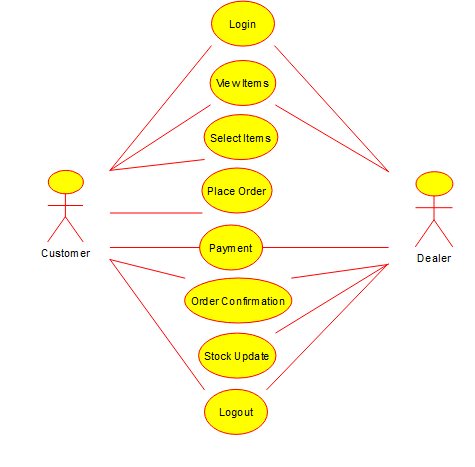 Login
View Items
Select Items
Place Order
Customer
Payment
Dealer
Order Confirmation
Stock Update
Logout